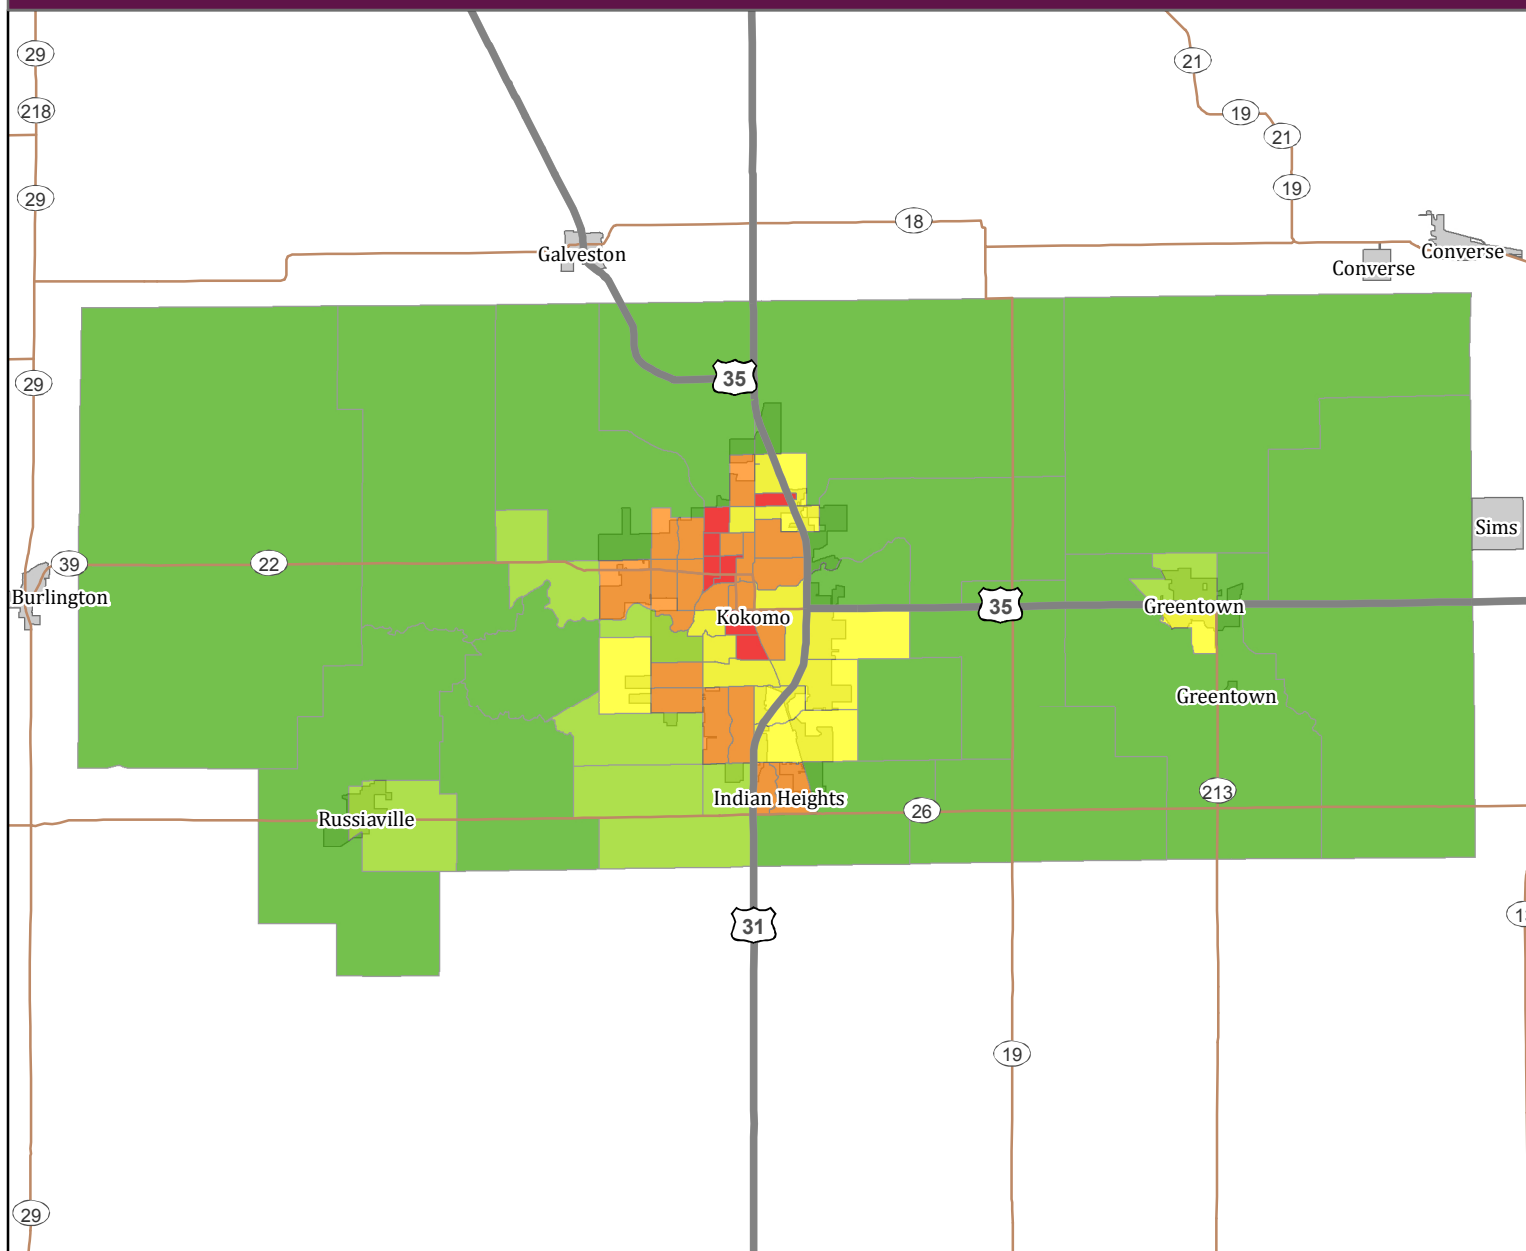 29
21
218
19
21
19
29
18
Galveston
Converse
Converse
35
29
Sims
39
22
Burlington
35
Greentown
Kokomo
Greentown
213
Indian Heights
26
Russiaville
31
19
29